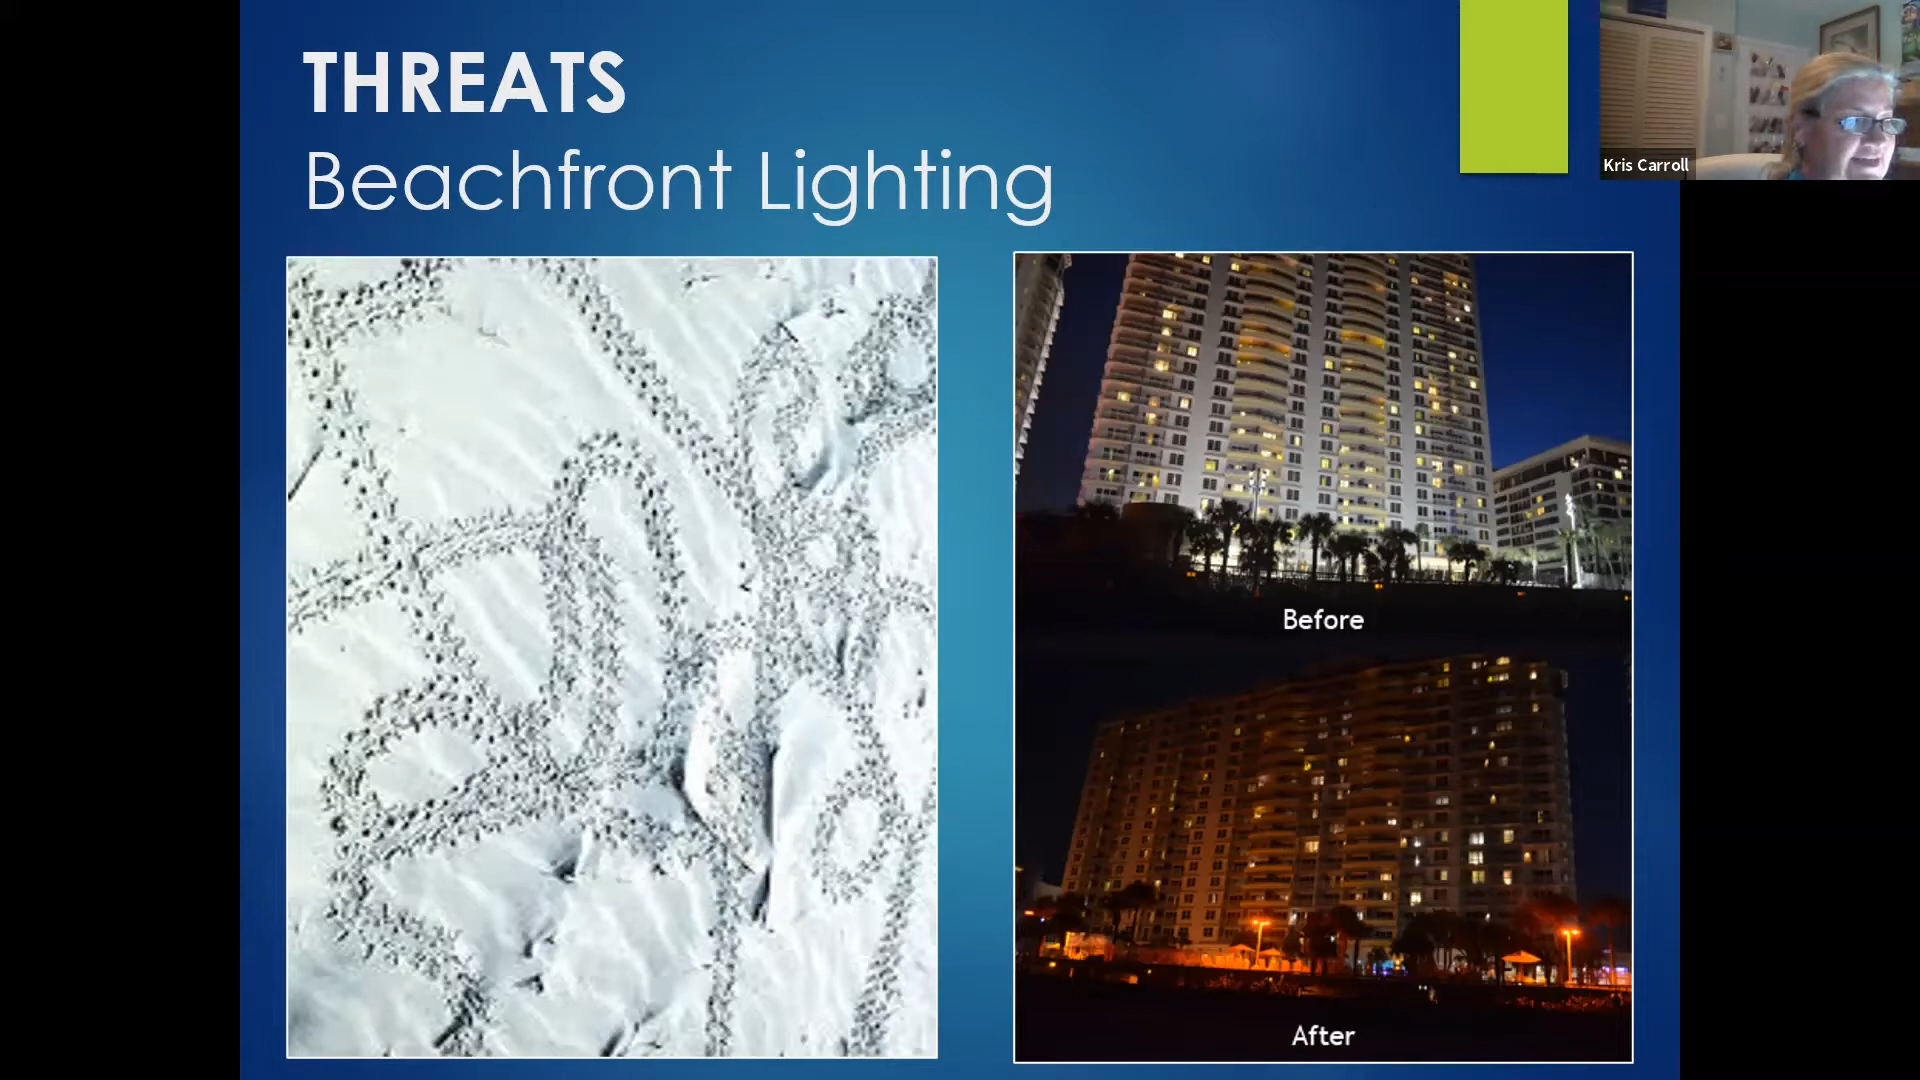 THREATS
Beachfront Lighting
Kris Carroll
Before
After